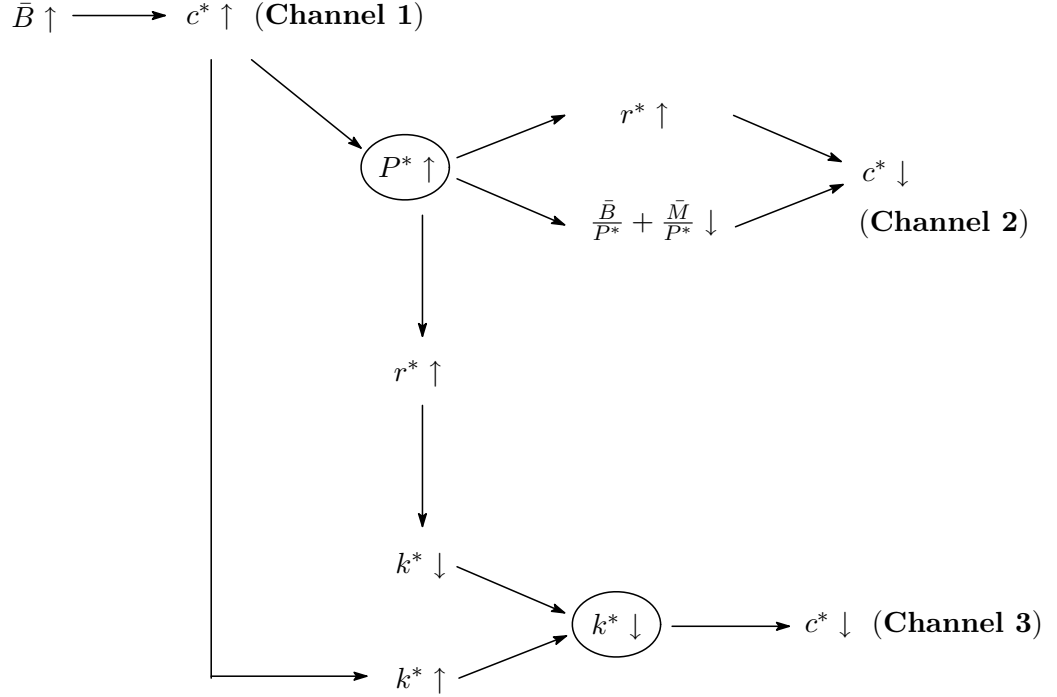 B̄ ↑ c* ↑ (Channel 1)
r* ↑
P* ↑
c* ↓
B̄/P* + M̄/P* ↓
(Channel 2)
r* ↑
k* ↓
k* ↓ c* ↓ (Channel 3)
k* ↑